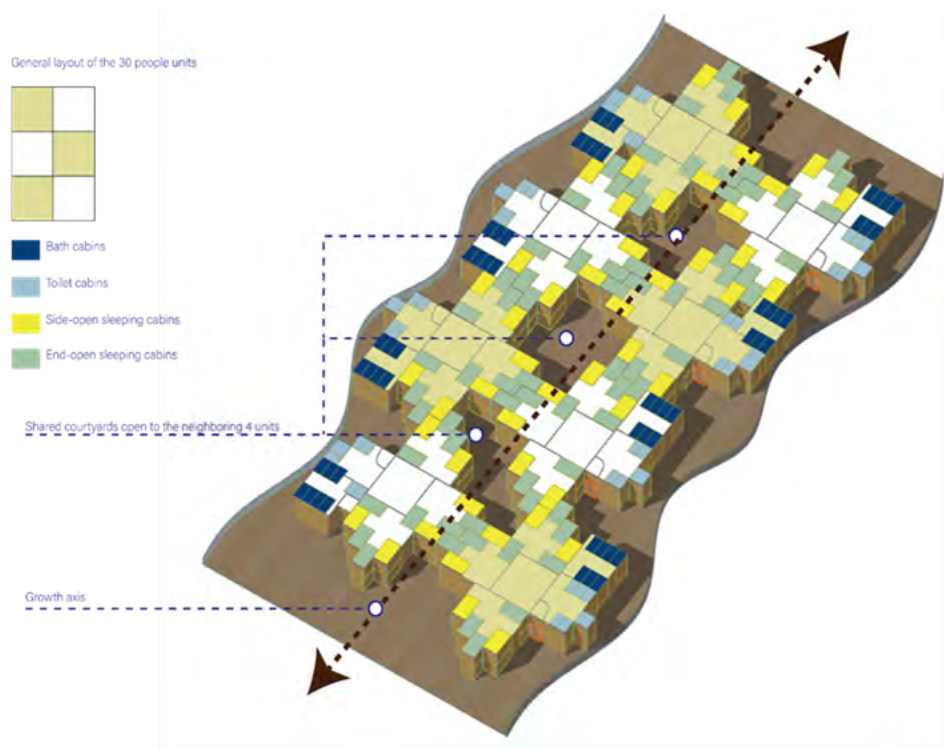 General layout of the 30 people units
Bath cabins
Toilet cabins
Side-open sleeping cabins
End-open sleeping cabins
Shared courtyards open to the neighboring 4 units
Growth axis